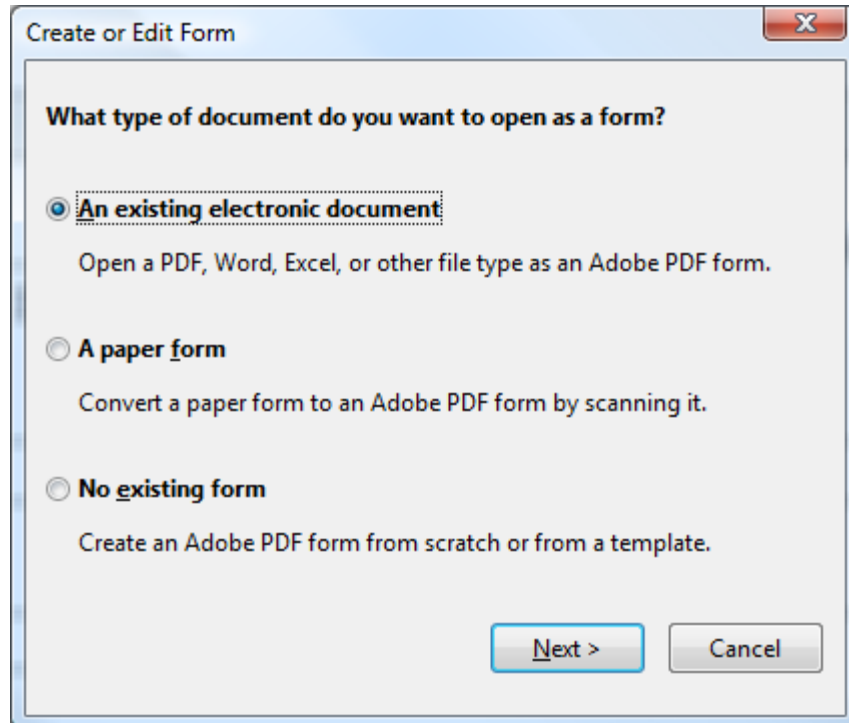 Create or Edit Form
What type of document do you want to open as a form?
An existing electronic document
Open a PDF, Word, Excel, or other file type as an Adobe PDF form.
A paper form
Convert a paper form to an Adobe PDF form by scanning it.
No existing form
Create an Adobe PDF form from scratch or from a template.
Next > Cancel